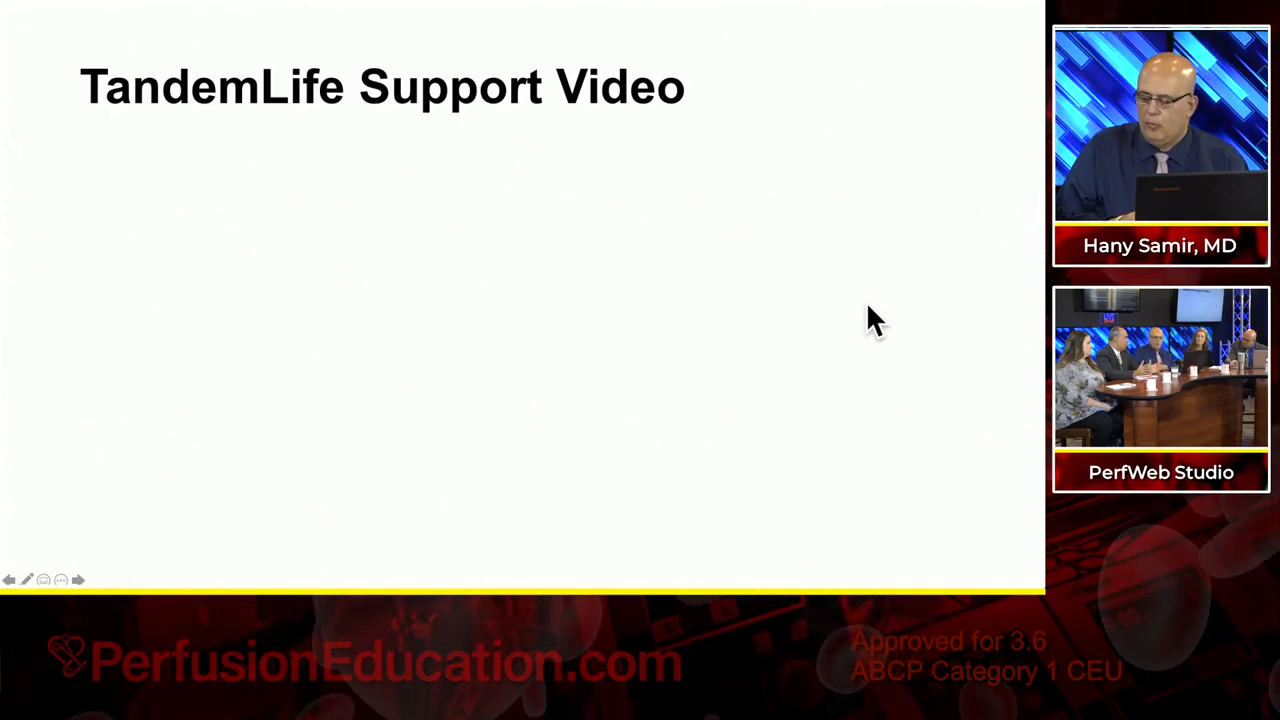 TandemLife Support Video
Hany Samir, MD
PerfWeb Studio
PerfusionEducation.com
Approved for 3.6
ABCP Category 1 CEU